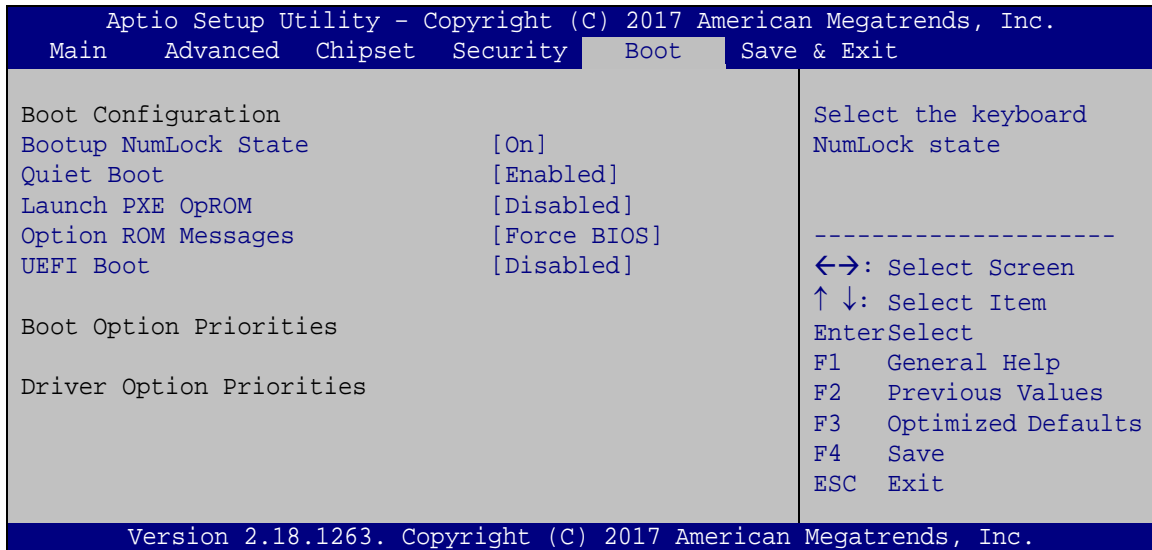 Aptio Setup Utility – Copyright (C) 2017 American Megatrends, Inc.
Main Advanced Chipset Security Boot Save & Exit
Boot Configuration
Bootup NumLock State [On]
Quiet Boot [Enabled]
Launch PXE OpROM [Disabled]
Option ROM Messages [Force BIOS]
UEFI Boot [Disabled]
Boot Option Priorities
Driver Option Priorities
Select the keyboard
NumLock state
---------------------
←→: Select Screen
↑ ↓: Select Item
EnterSelect
F1 General Help
F2 Previous Values
F3 Optimized Defaults
F4 Save
ESC Exit
Version 2.18.1263. Copyright (C) 2017 American Megatrends, Inc.